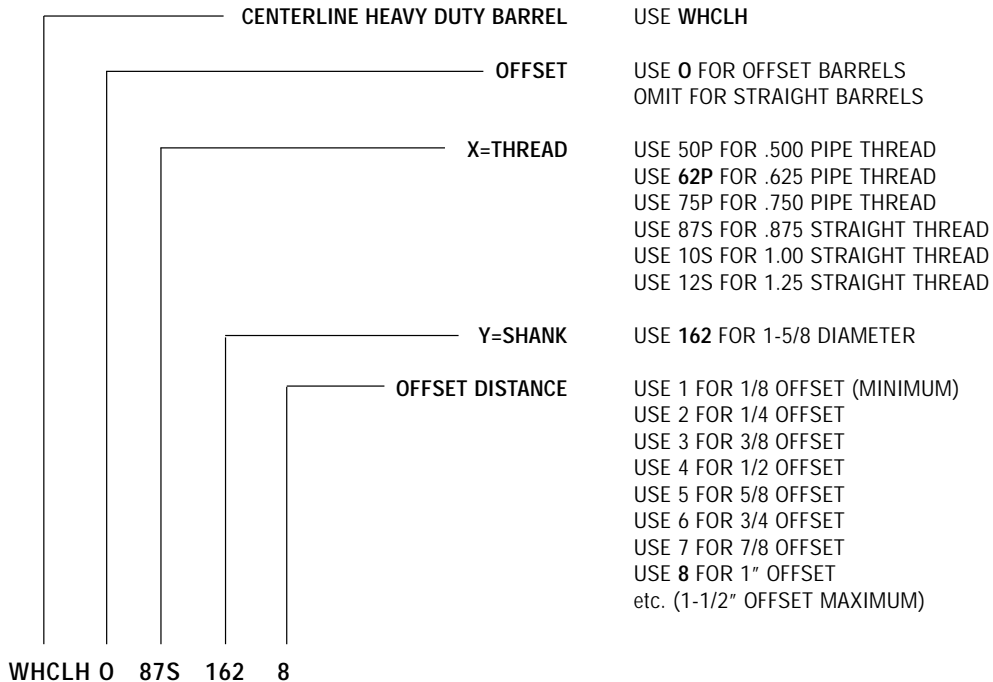 CENTERLINE HEAVY DUTY BARREL USE WHCLH
OFFSET USE O FOR OFFSET BARRELS
OMIT FOR STRAIGHT BARRELS
X=THREAD USE 50P FOR .500 PIPE THREAD
USE 62P FOR .625 PIPE THREAD
USE 75P FOR .750 PIPE THREAD
USE 87S FOR .875 STRAIGHT THREAD
USE 10S FOR 1.00 STRAIGHT THREAD
USE 12S FOR 1.25 STRAIGHT THREAD
Y=SHANK USE 162 FOR 1-5/8 DIAMETER
OFFSET DISTANCE USE 1 FOR 1/8 OFFSET (MINIMUM)
USE 2 FOR 1/4 OFFSET
USE 3 FOR 3/8 OFFSET
USE 4 FOR 1/2 OFFSET
USE 5 FOR 5/8 OFFSET
USE 6 FOR 3/4 OFFSET
USE 7 FOR 7/8 OFFSET
USE 8 FOR 1″ OFFSET
etc. (1-1/2″ OFFSET MAXIMUM)
WHCLH O 87S 162 8